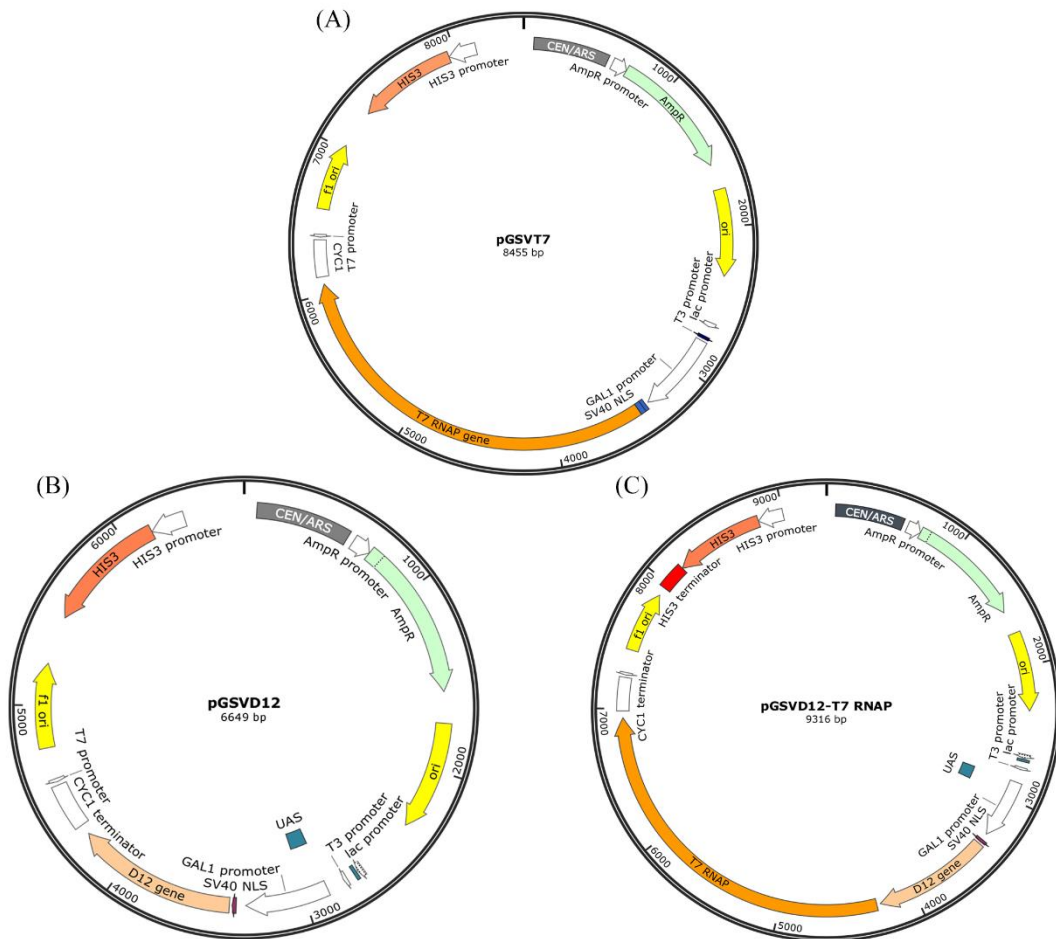 (A)
8000
HIS3
HIS3 promoter
CEN/ARS
AmpR promoter
1000
AmpR
7000
f1 ori
ori
2000
T7 promoter
CYC1
pGSVT7
8455 bp
T3 promoter
lac promoter
6000
GAL1 promoter
SV40 NLS
3000
T7 RNAP gene
5000
4000
(B)
6000
HIS3
HIS3 promoter
CEN/ARS
AmpR promoter
1000
AmpR
5000
f1 ori
pGSVD12
6649 bp
ori
2000
T7 promoter
CYC1 terminator
UAS
T3 promoter
lac promoter
GAL1 promoter
SV40 NLS
D12 gene
4000
3000
(C)
9000
HIS3
HIS3 promoter
CEN/ARS
AmpR promoter
1000
AmpR
8000
HIS3 terminator
f1 ori
2000
ori
CYC1 terminator
pGSVD12-T7 RNAP
9316 bp
7000
T3 promoter
lac promoter
UAS
3000
GAL1 promoter
SV40 NLS
D12 gene
T7 RNAP
6000
5000
4000